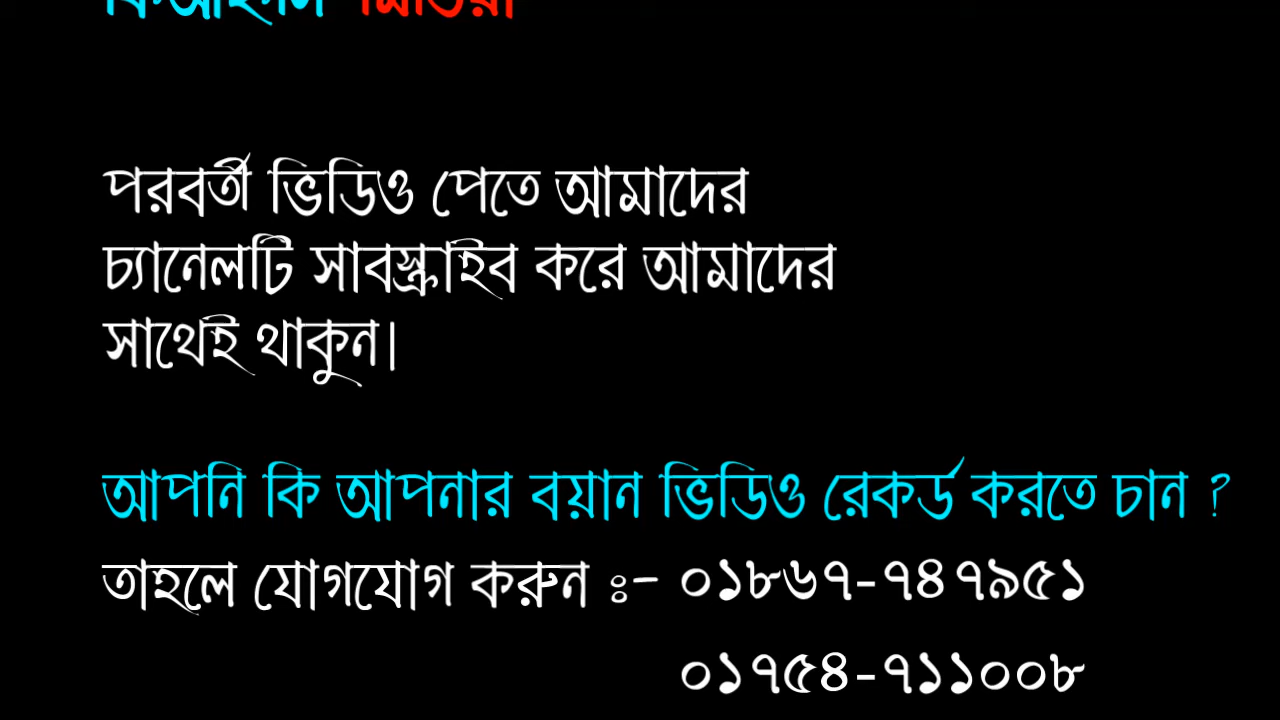 মিডিয়া
পরবর্তী ভিডিও পেতে আমাদের
চ্যানেলটি সাবস্ক্রাইব করে আমাদের
সাথেই থাকুন।
আপনি কি আপনার বয়ান ভিডিও রেকর্ড করতে চান ?
তাহলে যোগযোগ করুন ঃ- ০১৮৬৭-৭৪৭৯৫১
০১৭৫৪-৭১১০০৮